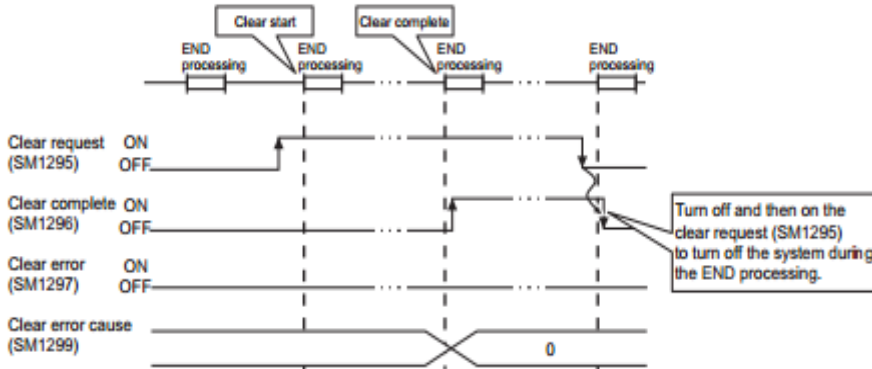 Clear start
Clear complete
END
processing
END
processing
END
processing
END
processing
Clear request ON
(SM1295) OFF
Clear complete ON
(SM1296) OFF
Turn off and then on the
clear request (SM1295)
to turn off the system during
the END processing.
Clear error ON
(SM1297) OFF
Clear error cause
(SM1299)
0